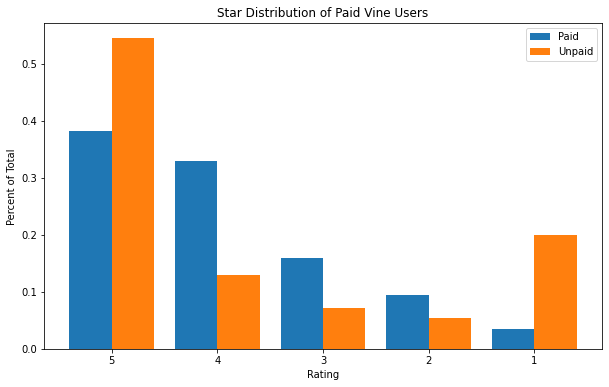 Star Distribution of Paid Vine Users
Paid
Unpaid
Percent of Total
0.5
0.4
0.3
0.2
0.1
0.0
5 4 3 2 1
Rating